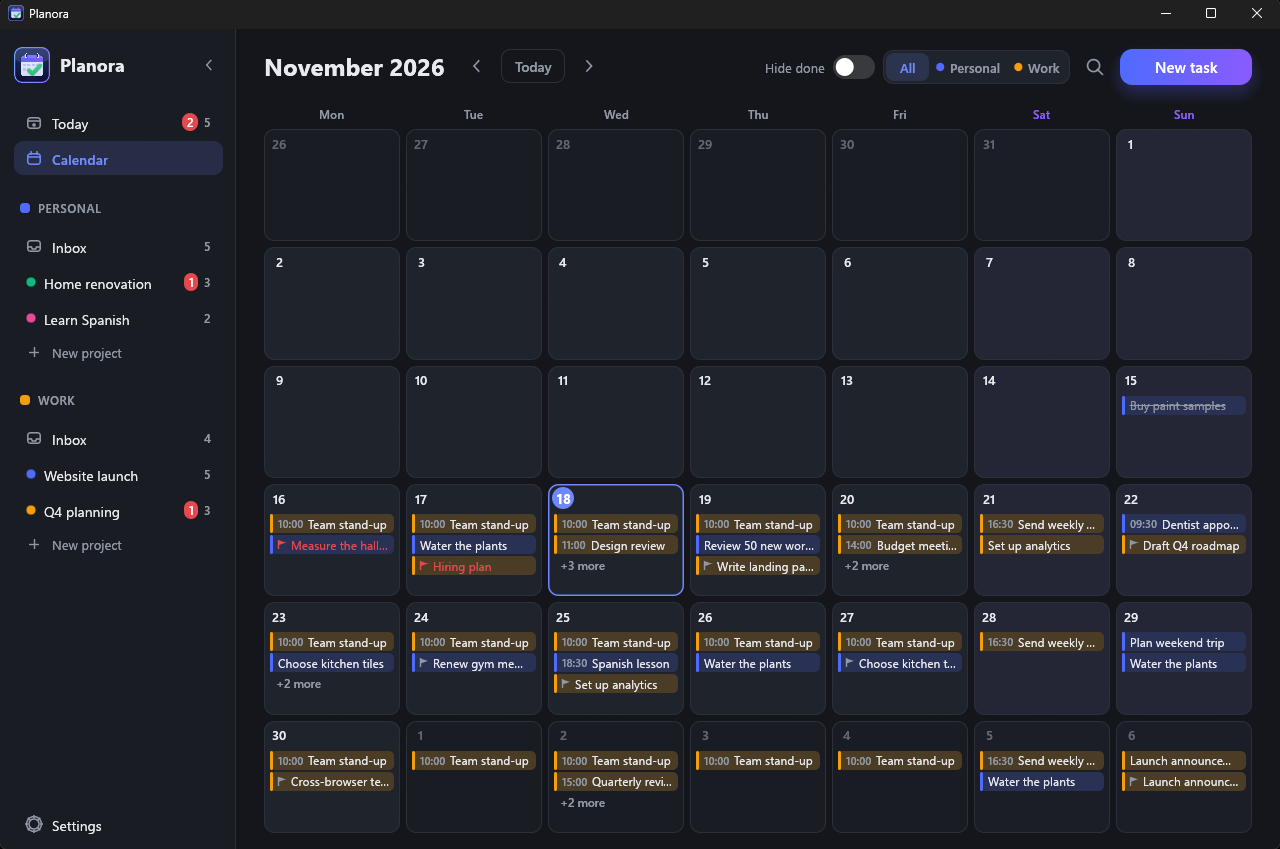 Planora
Planora
Today 2 5
Calendar
PERSONAL
Inbox 5
Home renovation 1 3
Learn Spanish 2
New project
WORK
Inbox 4
Website launch 5
Q4 planning 1 3
New project
Settings
November 2026
Today
Hide done
All
Personal
Work
New task
Mon Tue Wed Thu Fri Sat Sun
26 27 28 29 30 31 1
2 3 4 5 6 7 8
9 10 11 12 13 14 15
Buy paint samples
16
10:00 Team stand-up
Measure the hall...
17
10:00 Team stand-up
Water the plants
Hiring plan
18
10:00 Team stand-up
11:00 Design review
+3 more
19
10:00 Team stand-up
Review 50 new wor...
Write landing pa...
20
10:00 Team stand-up
14:00 Budget meeti...
+2 more
21
16:30 Send weekly ...
Set up analytics
22
09:30 Dentist appo...
Draft Q4 roadmap
23
10:00 Team stand-up
Choose kitchen tiles
+2 more
24
10:00 Team stand-up
Renew gym me...
25
10:00 Team stand-up
18:30 Spanish lesson
Set up analytics
26
10:00 Team stand-up
Water the plants
27
10:00 Team stand-up
Choose kitchen t...
28
16:30 Send weekly ...
29
Plan weekend trip
Water the plants
30
10:00 Team stand-up
Cross-browser te...
1
10:00 Team stand-up
2
10:00 Team stand-up
15:00 Quarterly revi...
+2 more
3
10:00 Team stand-up
4
10:00 Team stand-up
5
16:30 Send weekly ...
Water the plants
6
Launch announce...
Launch announc...